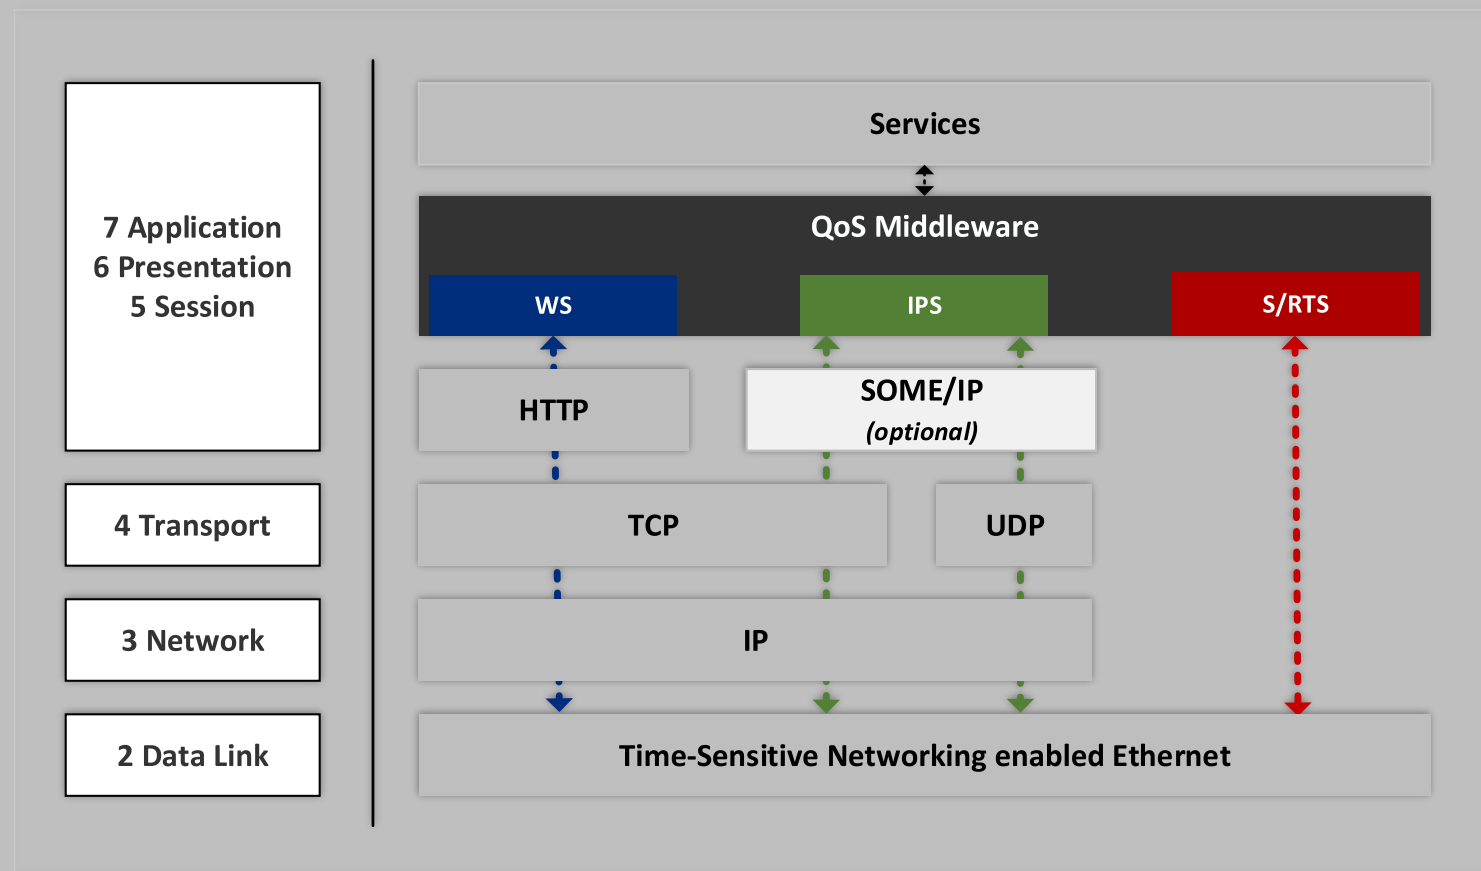 7 Application
6 Presentation
5 Session
4 Transport
3 Network
2 Data Link
Services
QoS Middleware
WS
IPS
S/RTS
HTTP
SOME/IP
(optional)
TCP
UDP
IP
Time-Sensitive Networking enabled Ethernet